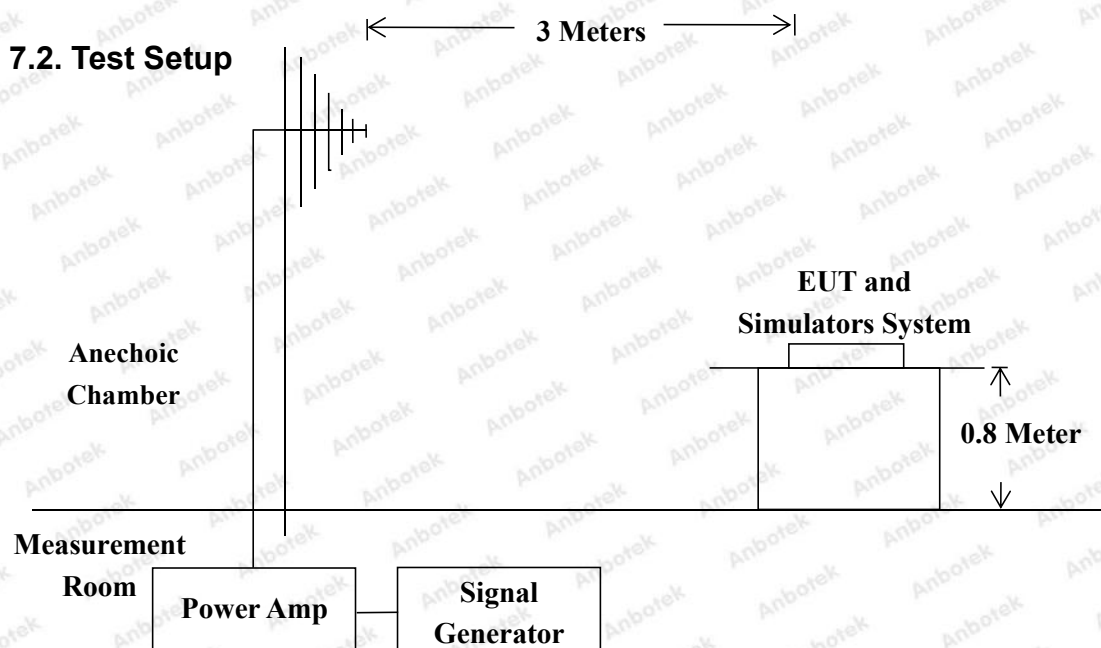 7.2. Test Setup
3 Meters
EUT and
Simulators System
Anechoic
Chamber
0.8 Meter
Measurement
Room
Power Amp
Signal
Generator
Anbotek